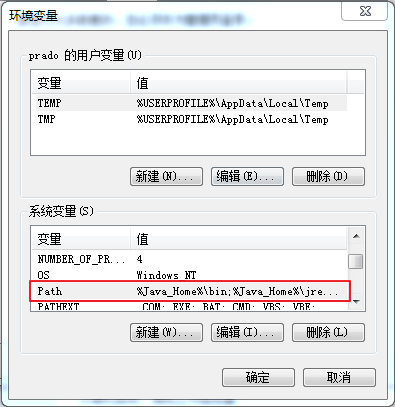 环境变量
prado 的用户变量(U)
变量 值
TEMP %USERPROFILE%\AppData\Local\Temp
TMP %USERPROFILE%\AppData\Local\Temp
新建(N)... 编辑(E)... 删除(D)
系统变量(S)
变量 值
NUMBER_OF_PR... 4
OS Windows_NT
Path %Java_Home%\bin;%Java_Home%\jre...
PATHEXT .COM;.EXE;.BAT;.CMD;.VBS;.VBE;
新建(W)... 编辑(I)... 删除(L)
确定 取消